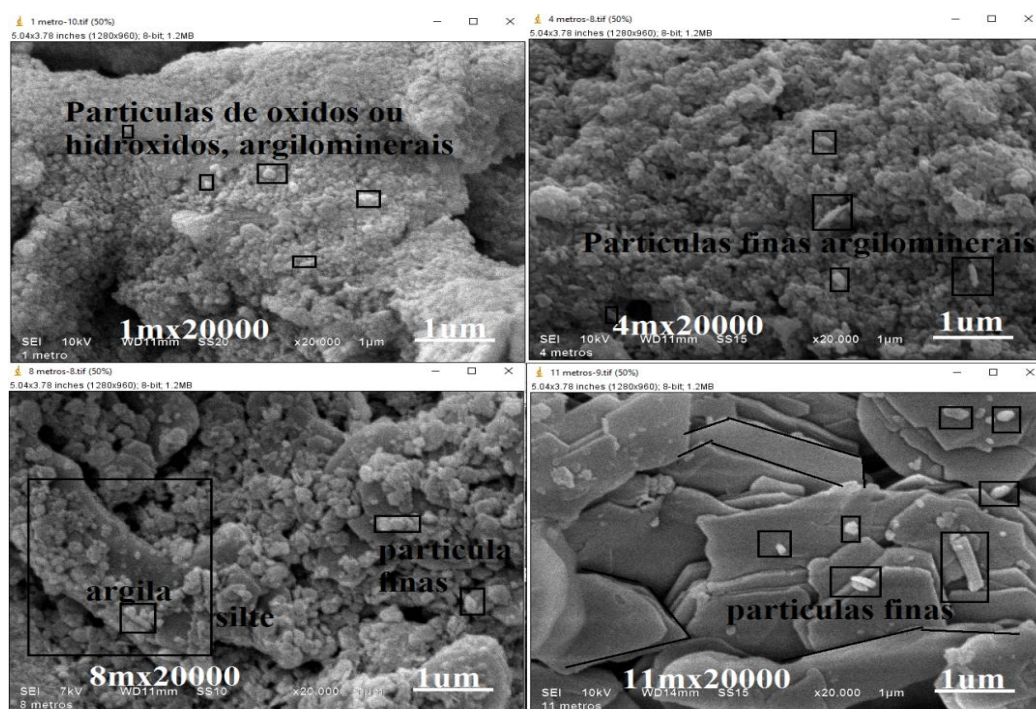 1 metro-10.tif (50%)
5.04x3.78 inches (1280x960); 8-bit; 1.2MB
Particulas de oxidos ou
hidroxidos, argilominerais
1mx20000
1um
SEI 10kV WD11mm SS20 x20.000 1µm
1 metro
4 metros-8.tif (50%)
5.04x3.78 inches (1280x960); 8-bit; 1.2MB
Particulas finas argilominerais
4mx20000
1um
SEI 10kV WD11mm SS15 x20.000 1µm
4 metros
8 metros-8.tif (50%)
5.04x3.78 inches (1280x960); 8-bit; 1.2MB
particula
finas
argila
silte
8mx20000
1um
SEI 7kV WD11mm SS10 x20.000 1µm
8 metros
11 metros-9.tif (50%)
5.04x3.78 inches (1280x960); 8-bit; 1.2MB
particulas finas
11mx20000
1um
SEI 10kV WD14mm SS15 x20.000 1µm
11 metros